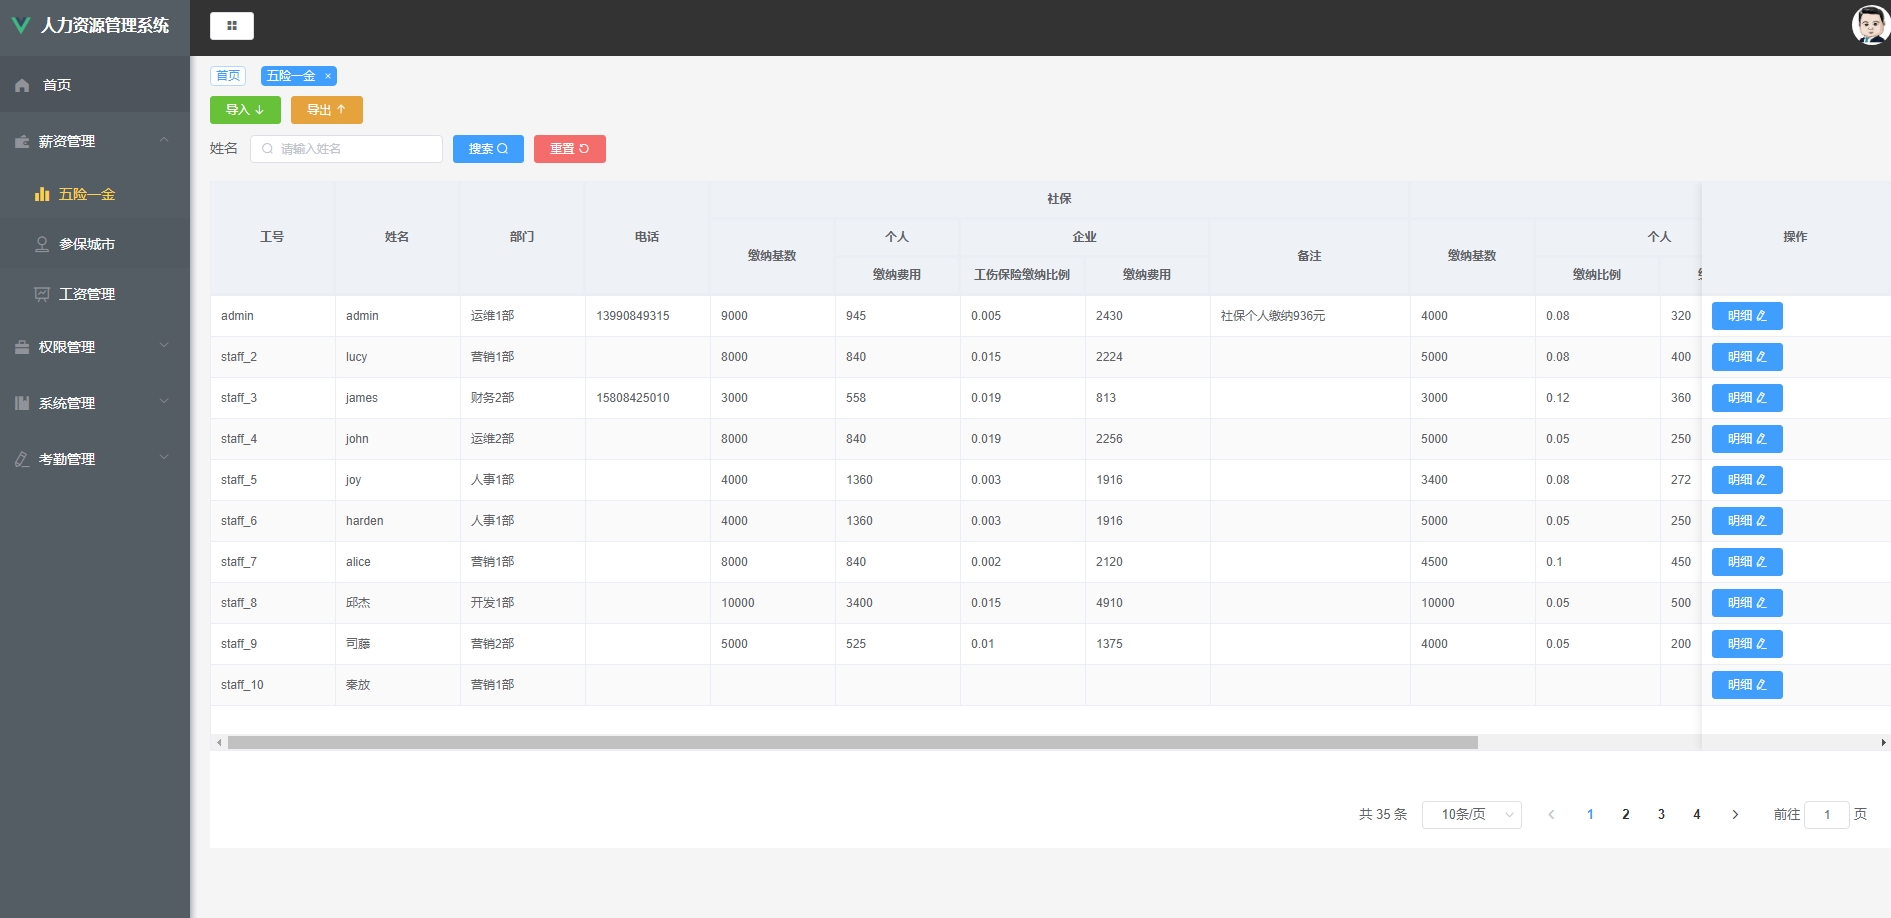 人力资源管理系统
首页
薪资管理
五险一金
参保城市
工资管理
权限管理
系统管理
考勤管理
首页 五险一金 ×
导入 导出
姓名 请输入姓名 搜索 重置
社保
工号 姓名 部门 电话 个人 企业 个人 操作
缴纳基数 备注 缴纳基数
缴纳费用 工伤保险缴纳比例 缴纳费用 缴纳比例
admin admin 运维1部 13990849315 9000 945 0.005 2430 社保个人缴纳936元 4000 0.08 320 明细
staff_2 lucy 营销1部 8000 840 0.015 2224 5000 0.08 400 明细
staff_3 james 财务2部 15808425010 3000 558 0.019 813 3000 0.12 360 明细
staff_4 john 运维2部 8000 840 0.019 2256 5000 0.05 250 明细
staff_5 joy 人事1部 4000 1360 0.003 1916 3400 0.08 272 明细
staff_6 harden 人事1部 4000 1360 0.003 1916 5000 0.05 250 明细
staff_7 alice 营销1部 8000 840 0.002 2120 4500 0.1 450 明细
staff_8 邱杰 开发1部 10000 3400 0.015 4910 10000 0.05 500 明细
staff_9 司藤 营销2部 5000 525 0.01 1375 4000 0.05 200 明细
staff_10 秦放 营销1部 明细
共 35 条 10条/页 1 2 3 4 前往 1 页